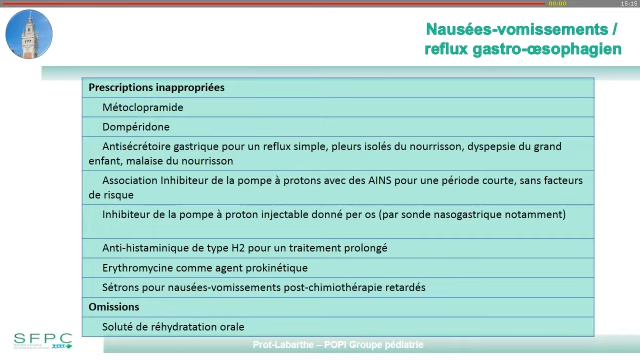 00:00
15:15
Nausées-vomissements /
reflux gastro-œsophagien
Prescriptions inappropriées
Métoclopramide
Dompéridone
Antisécrétoire gastrique pour un reflux simple, pleurs isolés du nourrisson, dyspepsie du grand
enfant, malaise du nourrisson
Association Inhibiteur de la pompe à protons avec des AINS pour une période courte, sans facteurs
de risque
Inhibiteur de la pompe à proton injectable donné per os (par sonde nasogastrique notamment)
Anti-histaminique de type H2 pour un traitement prolongé
Erythromycine comme agent prokinétique
Sétrons pour nausées-vomissements post-chimiothérapie retardés
Omissions
Soluté de réhydratation orale
SFPC
Prot-Labarthe – POPI Groupe pédiatrie